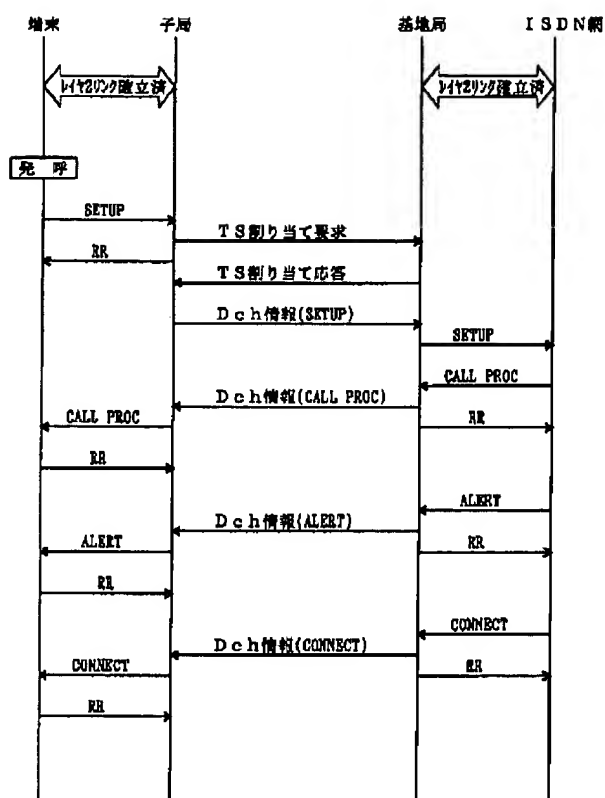 端末 子局 基地局 ISDN網
ﾚｲﾔ2ﾘﾝｸ確立済 ﾚｲﾔ2ﾘﾝｸ確立済
発 呼
SETUP
TS割り当て要求
RR
TS割り当て応答
Dch情報(SETUP)
SETUP
CALL PROC
Dch情報(CALL PROC)
CALL PROC RR
RR
ALERT
Dch情報(ALERT)
ALERT RR
RR
CONNECT
Dch情報(CONNECT)
CONNECT RR
RR